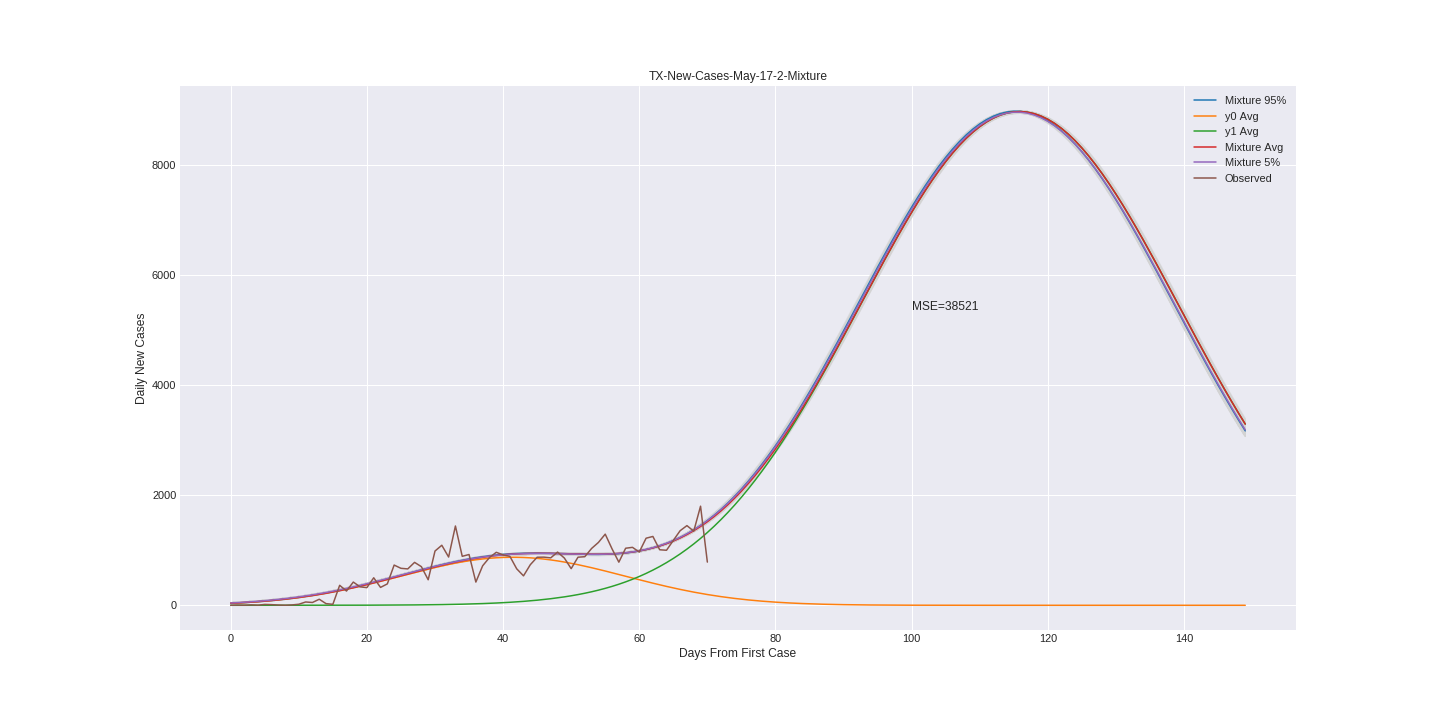 TX-New-Cases-May-17-2-Mixture
Mixture 95%
y0 Avg
y1 Avg
Mixture Avg
Mixture 5%
Observed
8000
6000
4000
2000
0
Daily New Cases
MSE=38521
0 20 40 60 80 100 120 140
Days From First Case